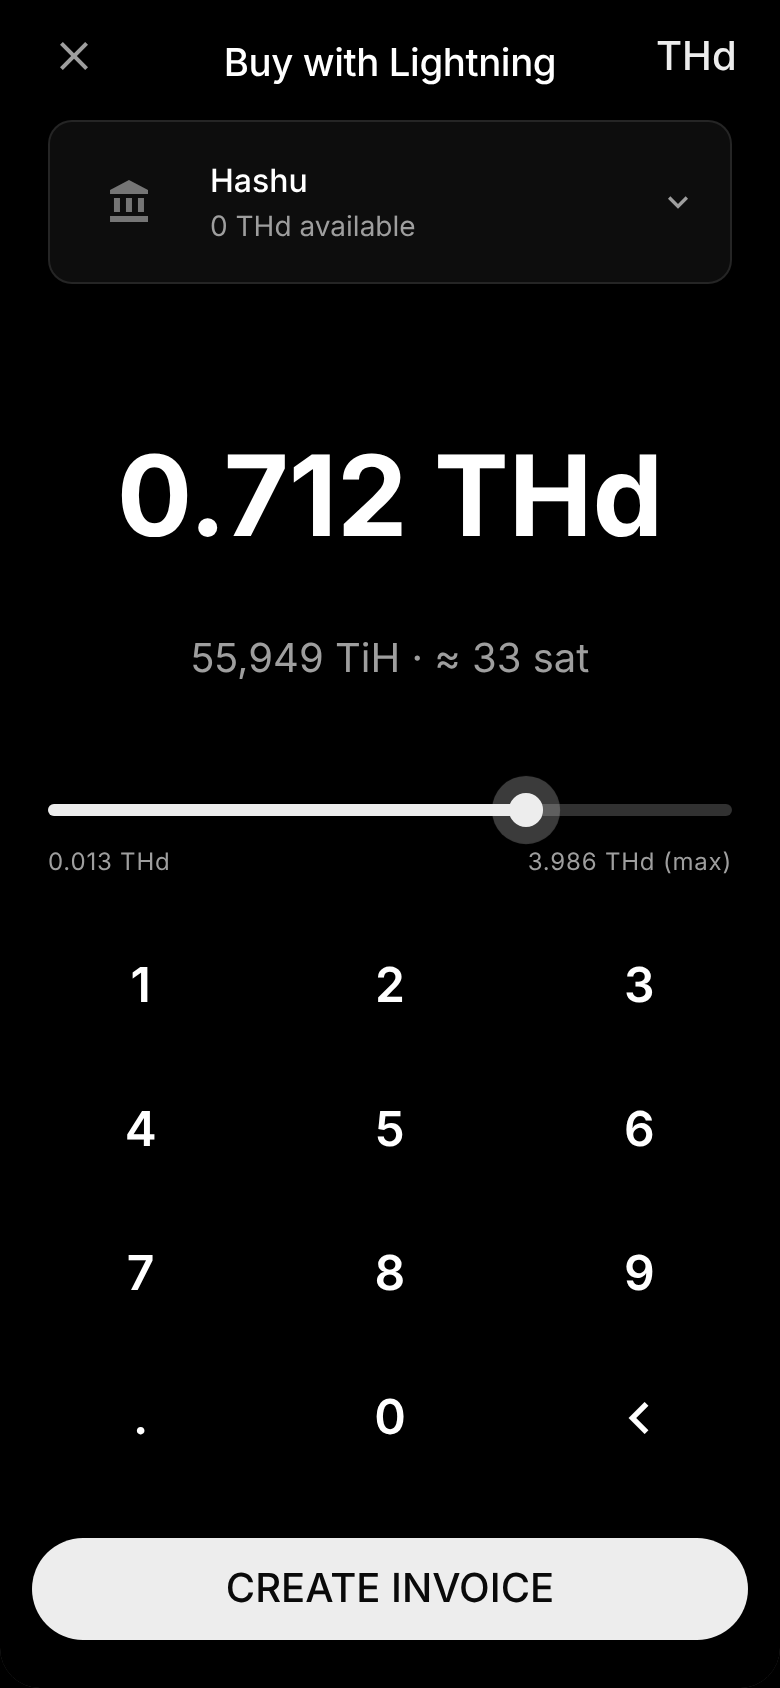 Buy with Lightning
THd
Hashu
0 THd available
0.712 THd
55,949 TiH · ≈ 33 sat
0.013 THd
3.986 THd (max)
1 2 3
4 5 6
7 8 9
. 0
CREATE INVOICE